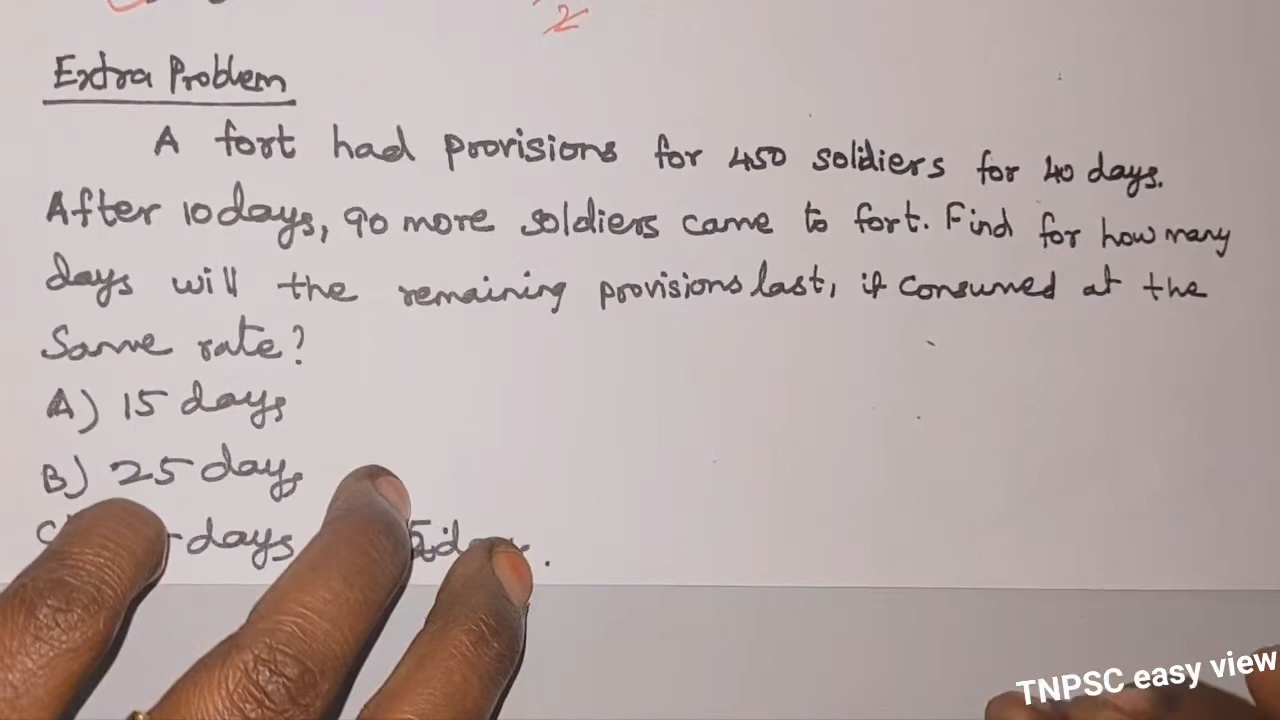 2
Extra Problem
A fort had provisions for 450 soldiers for 40 days.
After 10 days, 90 more soldiers came to fort. Find for how many
days will the remaining provisions last, if consumed at the
Same rate?
A) 15 days
B) 25 days
days
TNPSC easy view